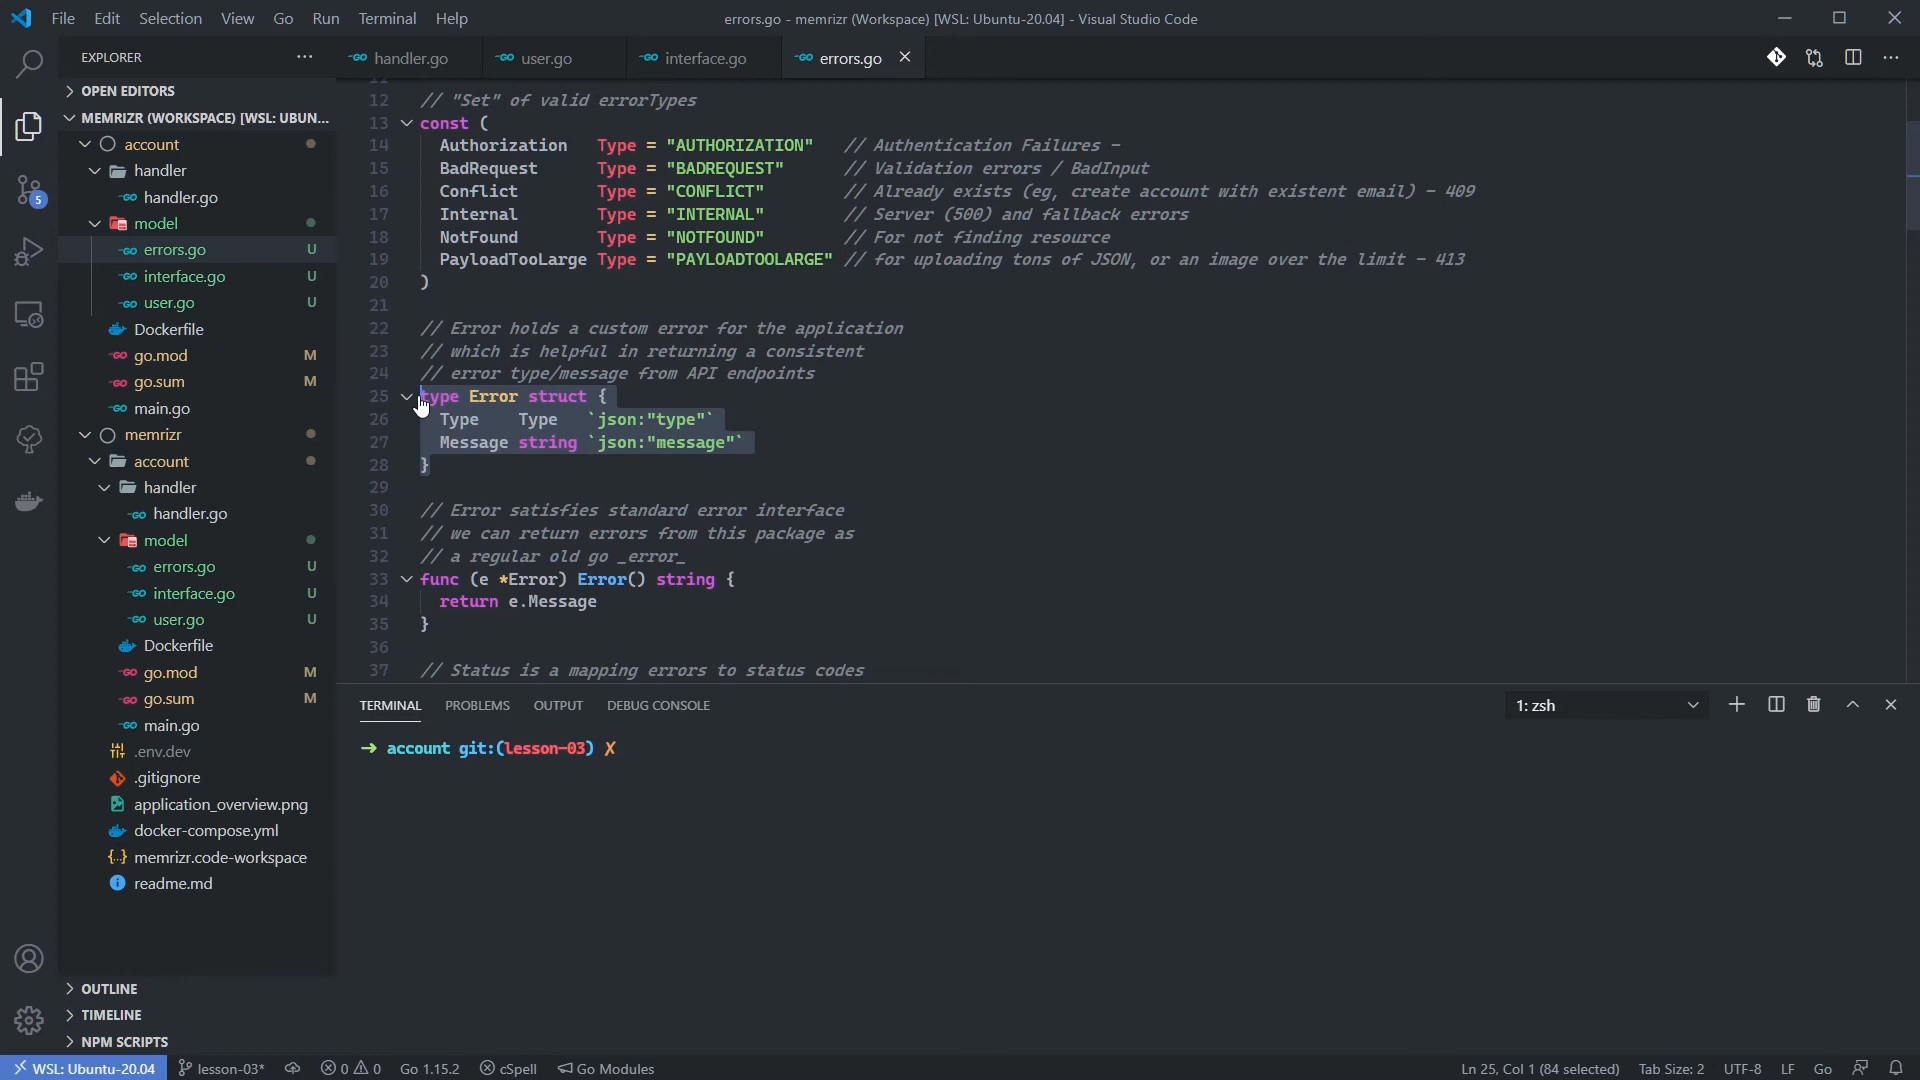 File Edit Selection View Go Run Terminal Help
errors.go - memrizr (Workspace) [WSL: Ubuntu-20.04] - Visual Studio Code
EXPLORER
handler.go
user.go
interface.go
errors.go
OPEN EDITORS
MEMRIZR (WORKSPACE) [WSL: UBUN...
account
handler
handler.go
model
errors.go U
interface.go U
user.go U
Dockerfile
go.mod M
go.sum M
main.go
memrizr
account
handler
handler.go
model
errors.go U
interface.go U
user.go U
Dockerfile
go.mod M
go.sum M
main.go
.env.dev
.gitignore
application_overview.png
docker-compose.yml
memrizr.code-workspace
readme.md
OUTLINE
TIMELINE
NPM SCRIPTS
5
12 // "Set" of valid errorTypes
13 const (
14 Authorization Type = "AUTHORIZATION" // Authentication Failures -
15 BadRequest Type = "BADREQUEST" // Validation errors / BadInput
16 Conflict Type = "CONFLICT" // Already exists (eg, create account with existent email) - 409
17 Internal Type = "INTERNAL" // Server (500) and fallback errors
18 NotFound Type = "NOTFOUND" // For not finding resource
19 PayloadTooLarge Type = "PAYLOADTOOLARGE" // for uploading tons of JSON, or an image over the limit - 413
20 )
21
22 // Error holds a custom error for the application
23 // which is helpful in returning a consistent
24 // error type/message from API endpoints
25 type Error struct {
26 Type Type `json:"type"`
27 Message string `json:"message"`
28 }
29
30 // Error satisfies standard error interface
31 // we can return errors from this package as
32 // a regular old go _error_
33 func (e *Error) Error() string {
34 return e.Message
35 }
36
37 // Status is a mapping errors to status codes
TERMINAL PROBLEMS OUTPUT DEBUG CONSOLE
1: zsh
➜ account git:(lesson-03) ✗
WSL: Ubuntu-20.04 lesson-03* 0 0 Go 1.15.2 cSpell Go Modules
Ln 25, Col 1 (84 selected) Tab Size: 2 UTF-8 LF Go